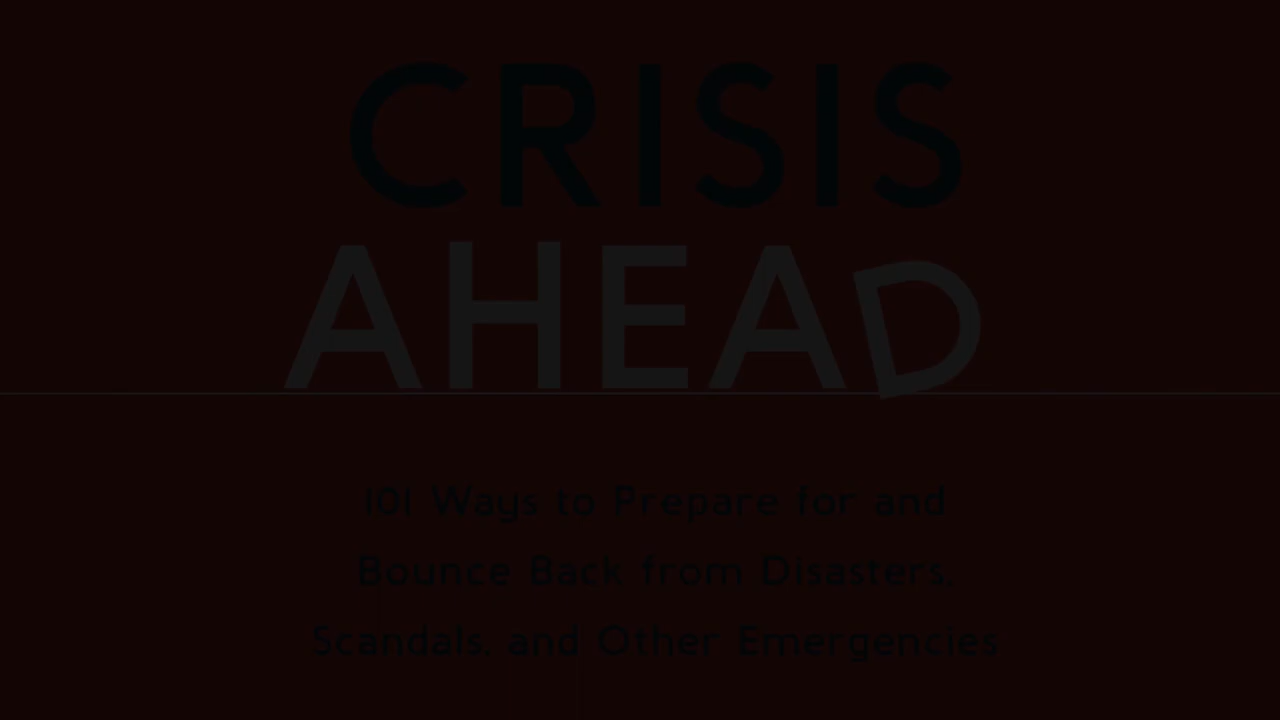 CRISIS
AHEAD
101 Ways to Prepare for and
Bounce Back from Disasters,
Scandals, and Other Emergencies